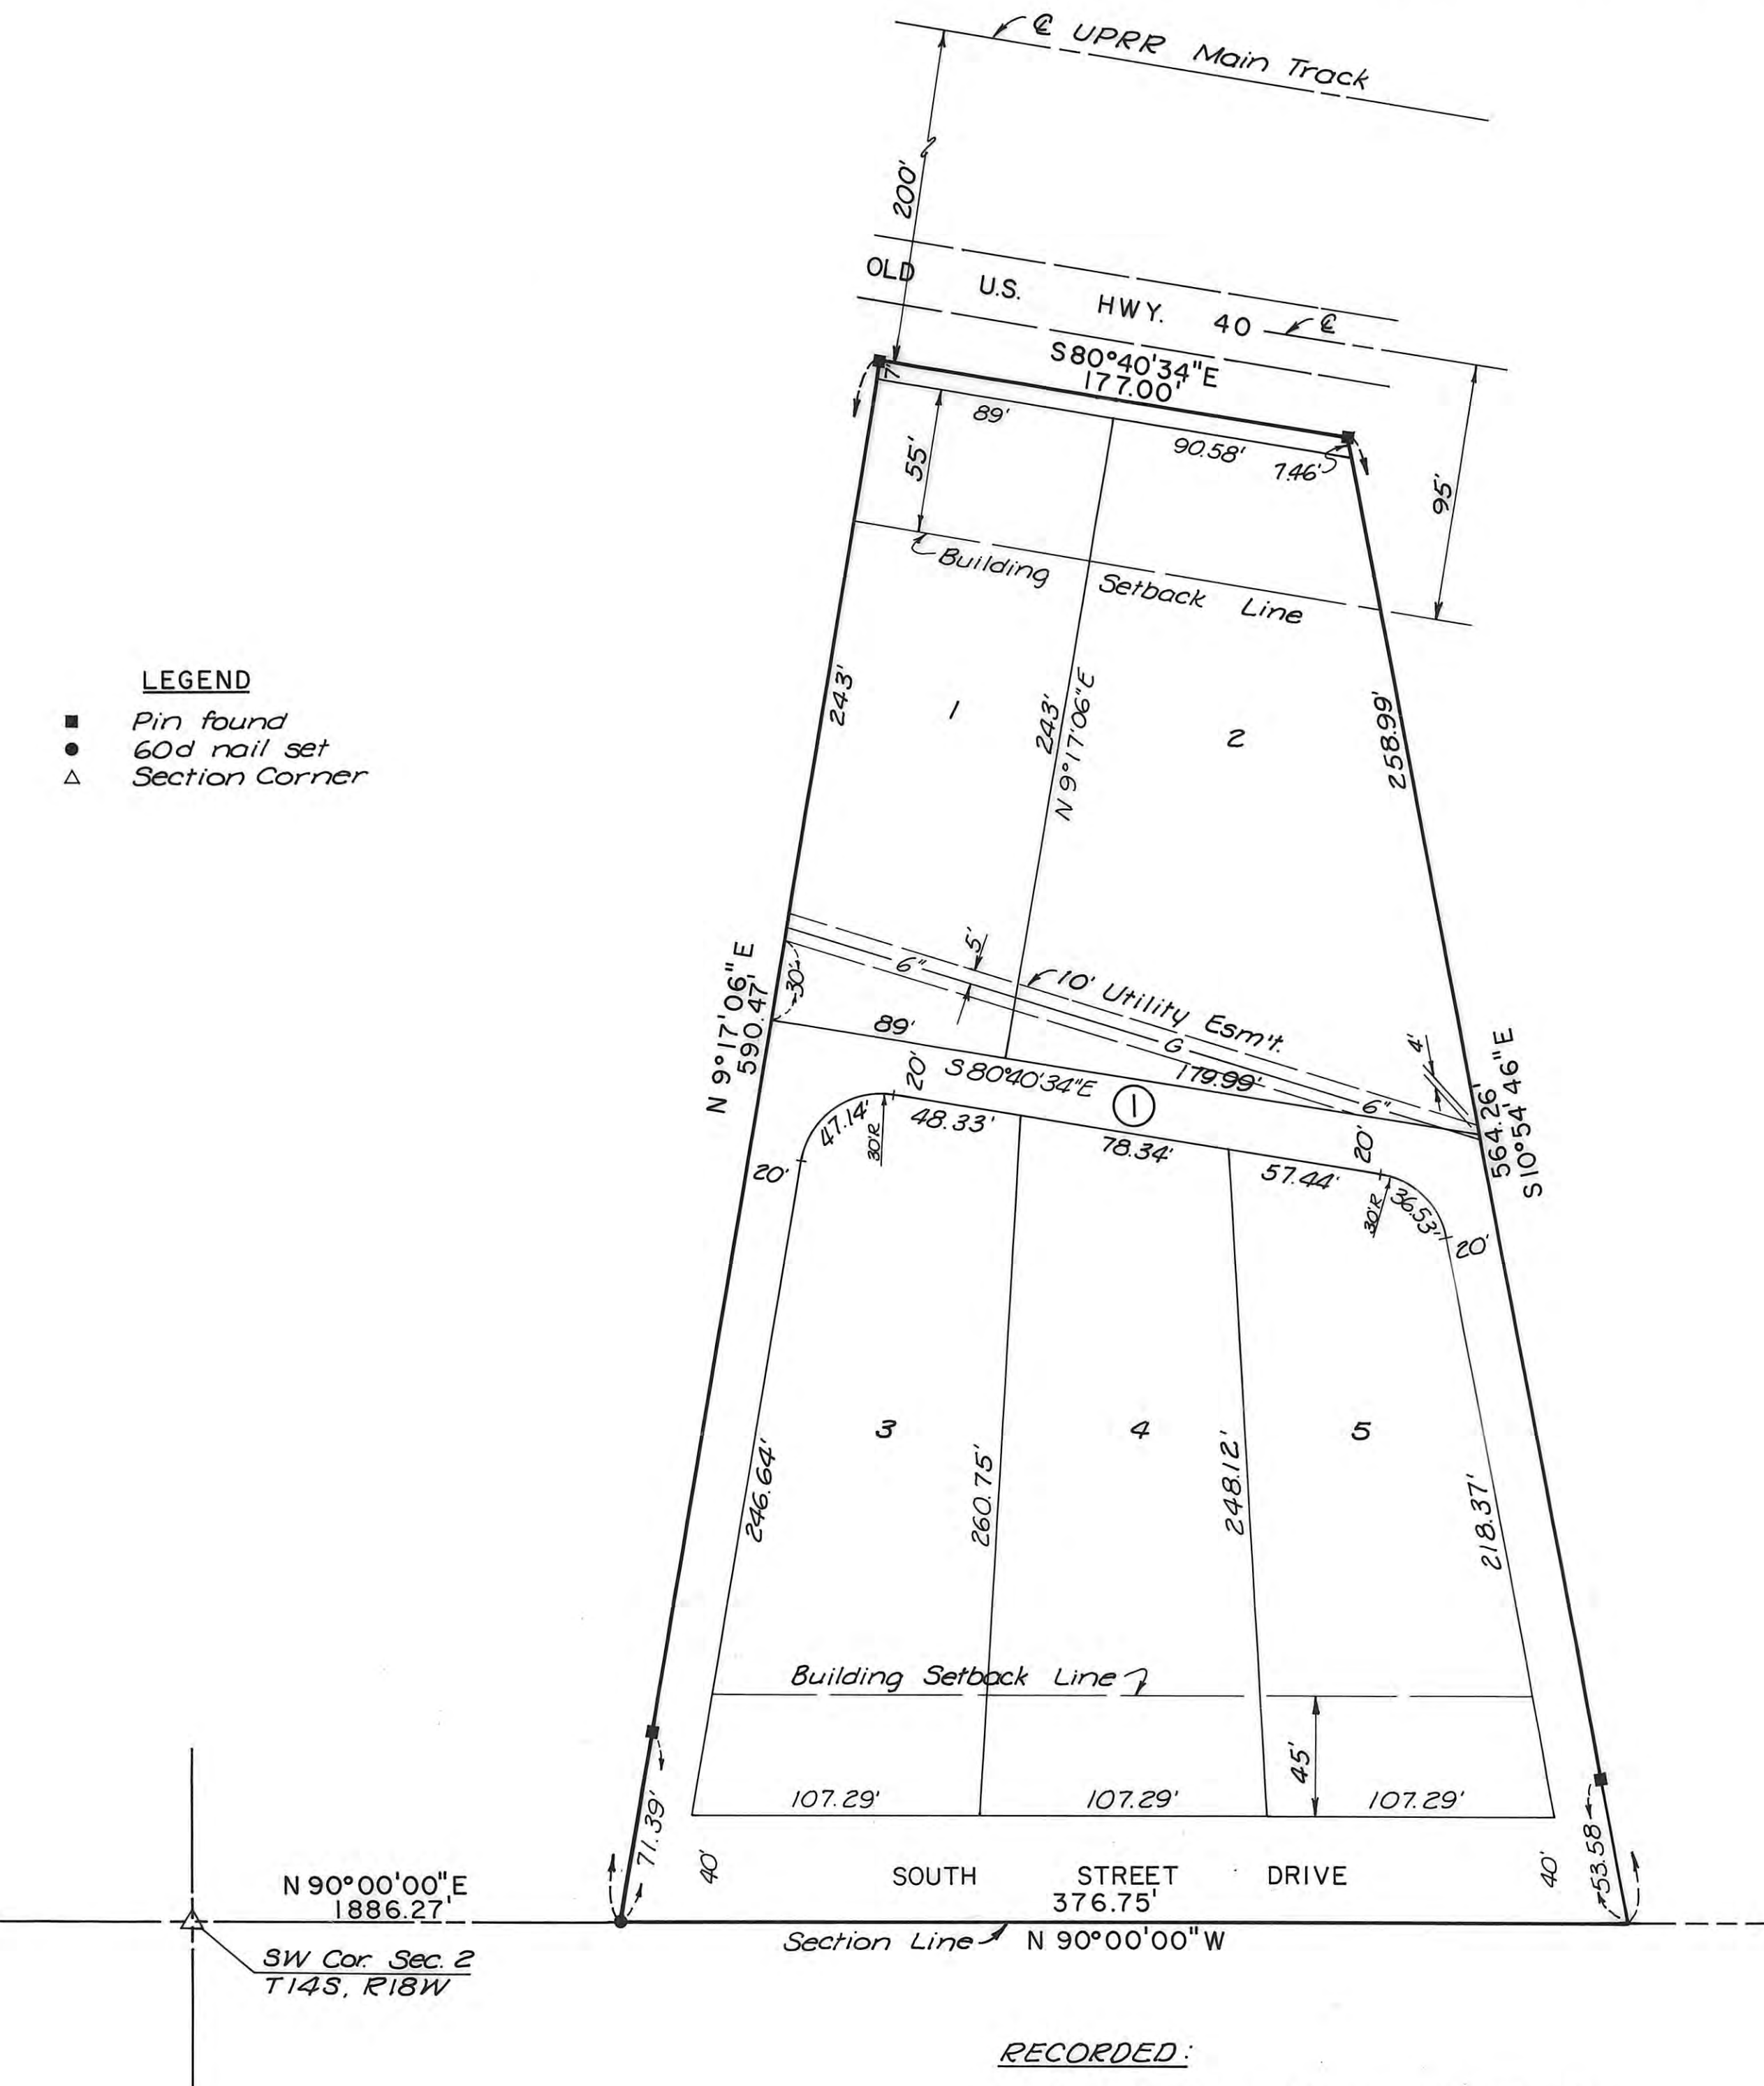 ℄ UPRR Main Track
200'
OLD U.S. HWY. 40 ℄
S 80°40'34"E
177.00'
7'
89'
90.58'
7.46'
55'
95'
Building Setback Line
LEGEND
Pin found
60d nail set
Section Corner
243'
1
243'
N 9°17'06"E
2
258.99'
N 9°17'06" E
590.47'
30'
6"
5'
10' Utility Esm't.
G
4'
6"
89'
S 80°40'34"E
179.99'
1
564.26'
S10°54'46"E
20'
47.14'
30'R
48.33'
78.34'
57.44'
20'
20'
30'R
36.53'
20'
3
4
5
246.64'
260.75'
248.12'
218.37'
Building Setback Line
45'
107.29'
107.29'
107.29'
71.39'
53.58
40'
40'
SOUTH STREET DRIVE
376.75'
N 90°00'00"E
1886.27'
Section Line
N 90°00'00"W
SW Cor. Sec. 2
T14S, R18W
RECORDED: